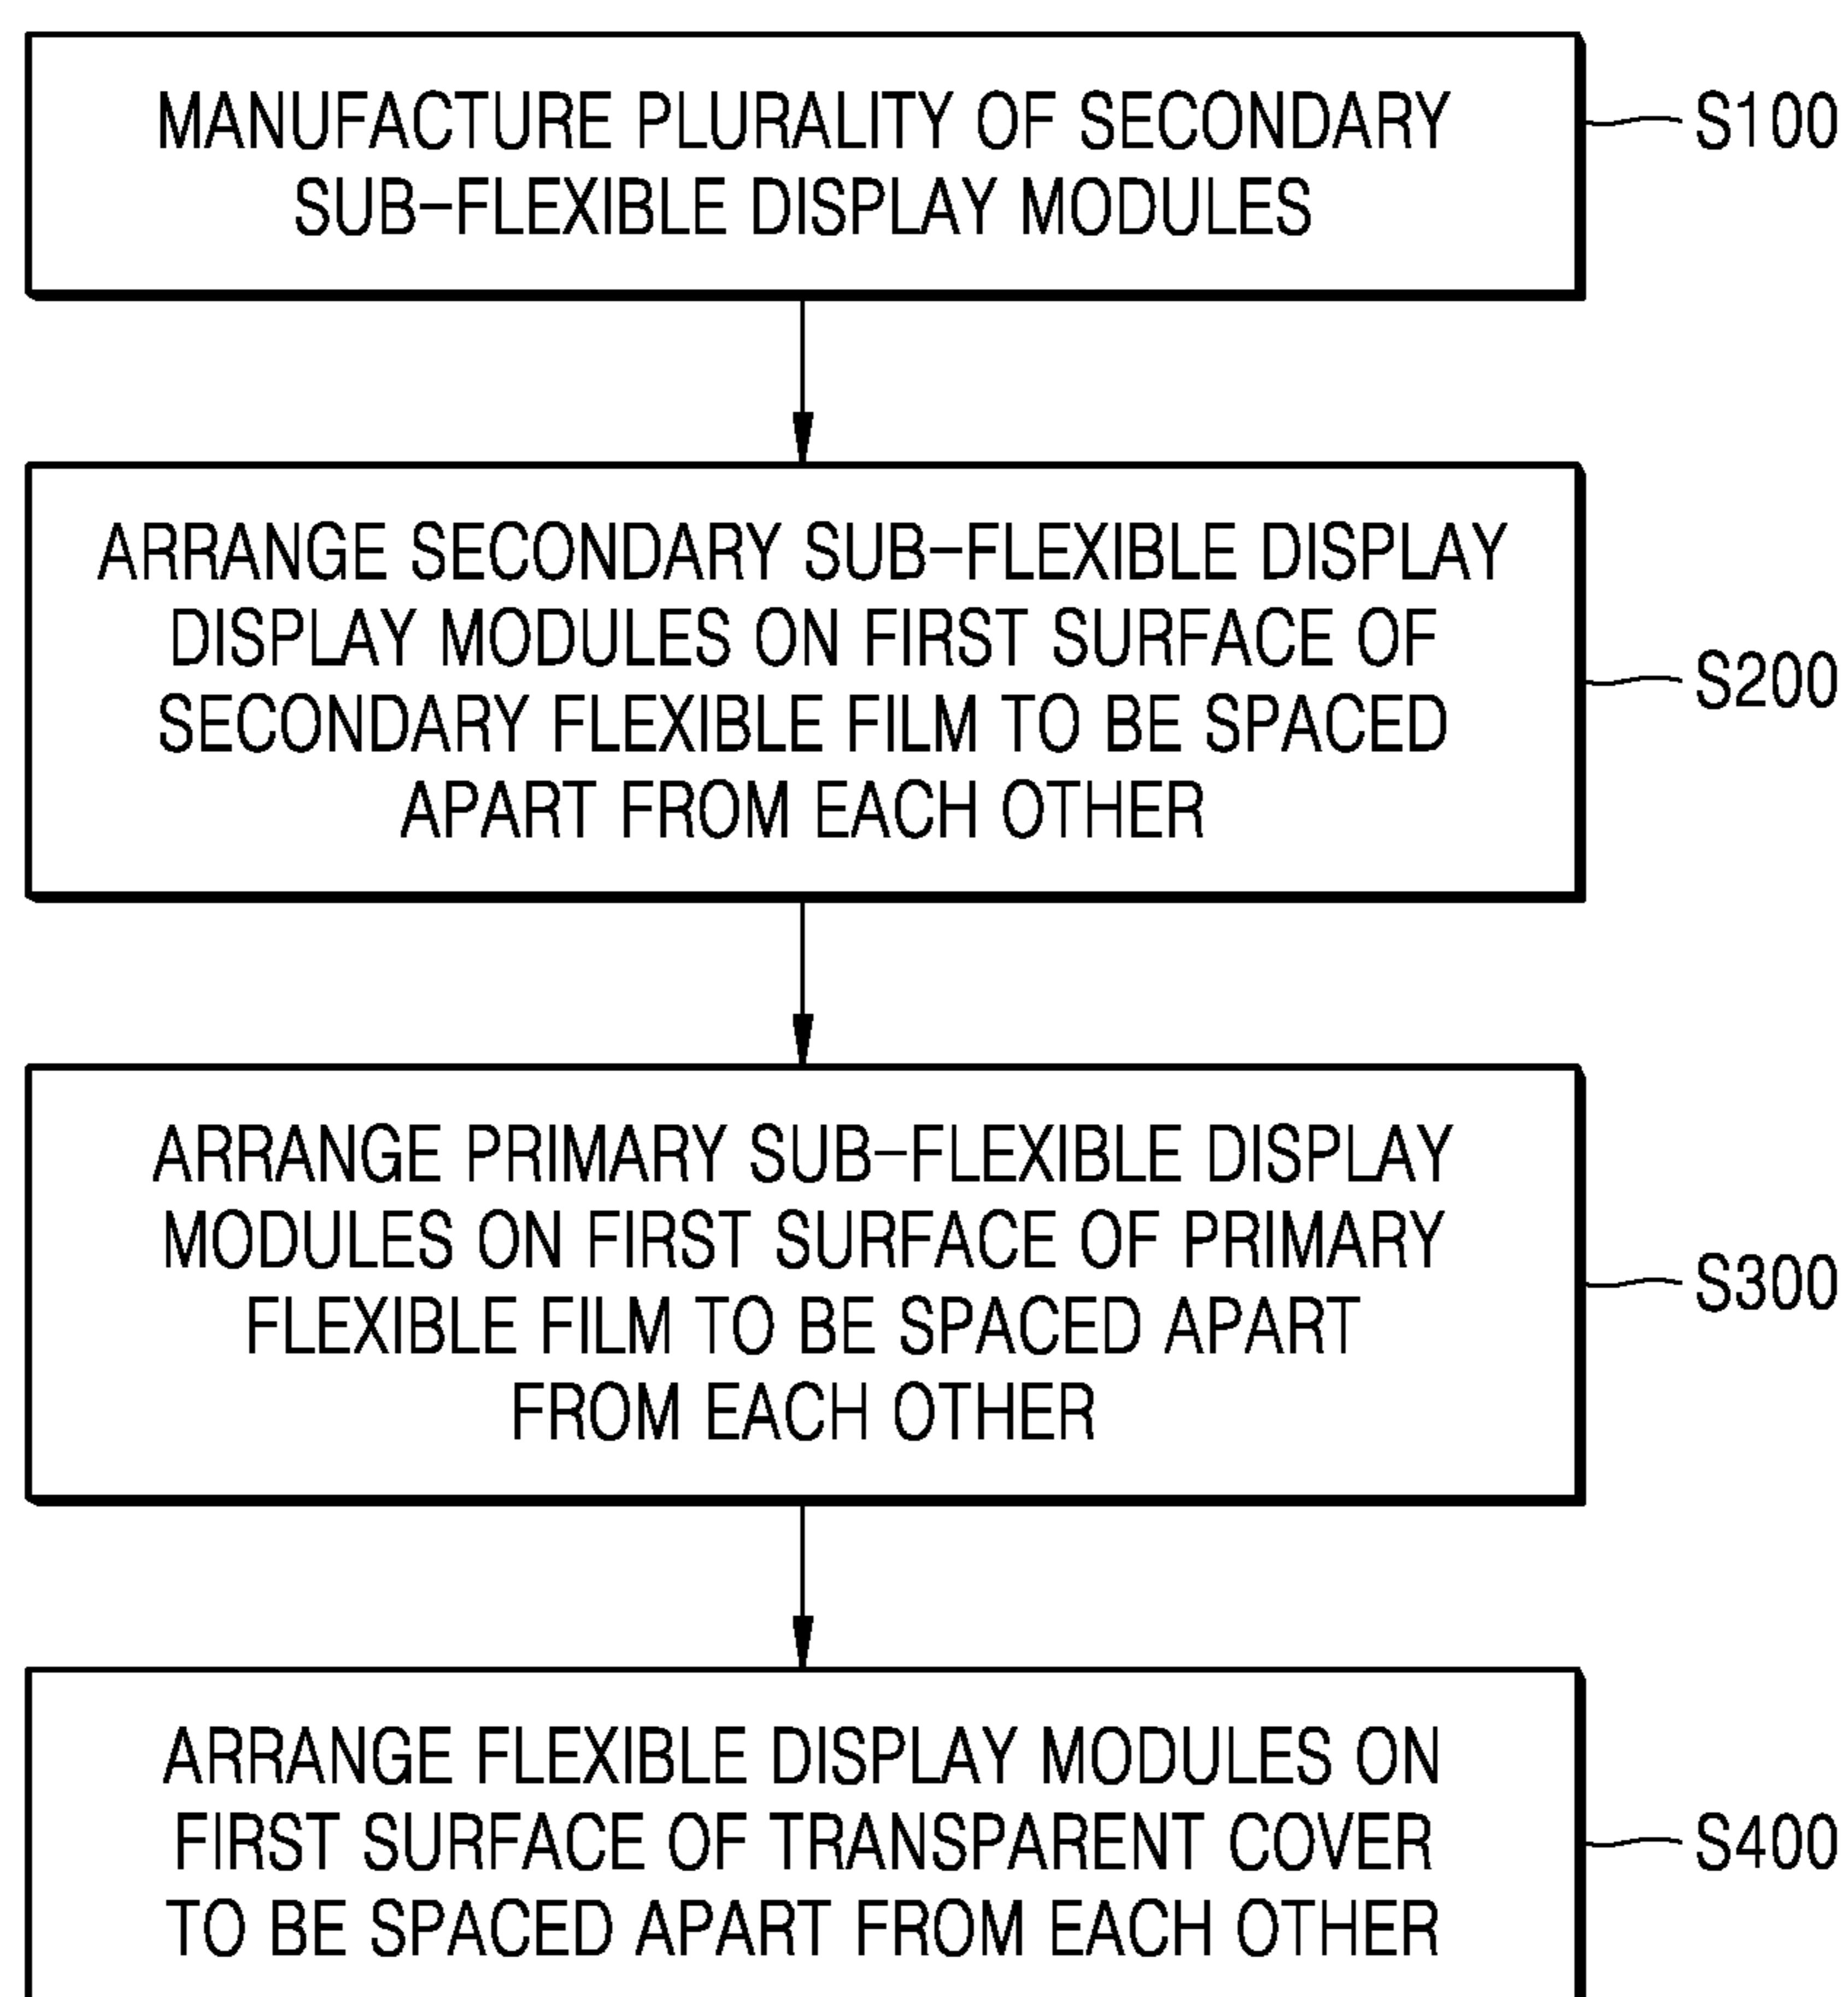 MANUFACTURE PLURALITY OF SECONDARY
SUB-FLEXIBLE DISPLAY MODULES
S100
ARRANGE SECONDARY SUB-FLEXIBLE DISPLAY
DISPLAY MODULES ON FIRST SURFACE OF
SECONDARY FLEXIBLE FILM TO BE SPACED
APART FROM EACH OTHER
S200
ARRANGE PRIMARY SUB-FLEXIBLE DISPLAY
MODULES ON FIRST SURFACE OF PRIMARY
FLEXIBLE FILM TO BE SPACED APART
FROM EACH OTHER
S300
ARRANGE FLEXIBLE DISPLAY MODULES ON
FIRST SURFACE OF TRANSPARENT COVER
TO BE SPACED APART FROM EACH OTHER
S400